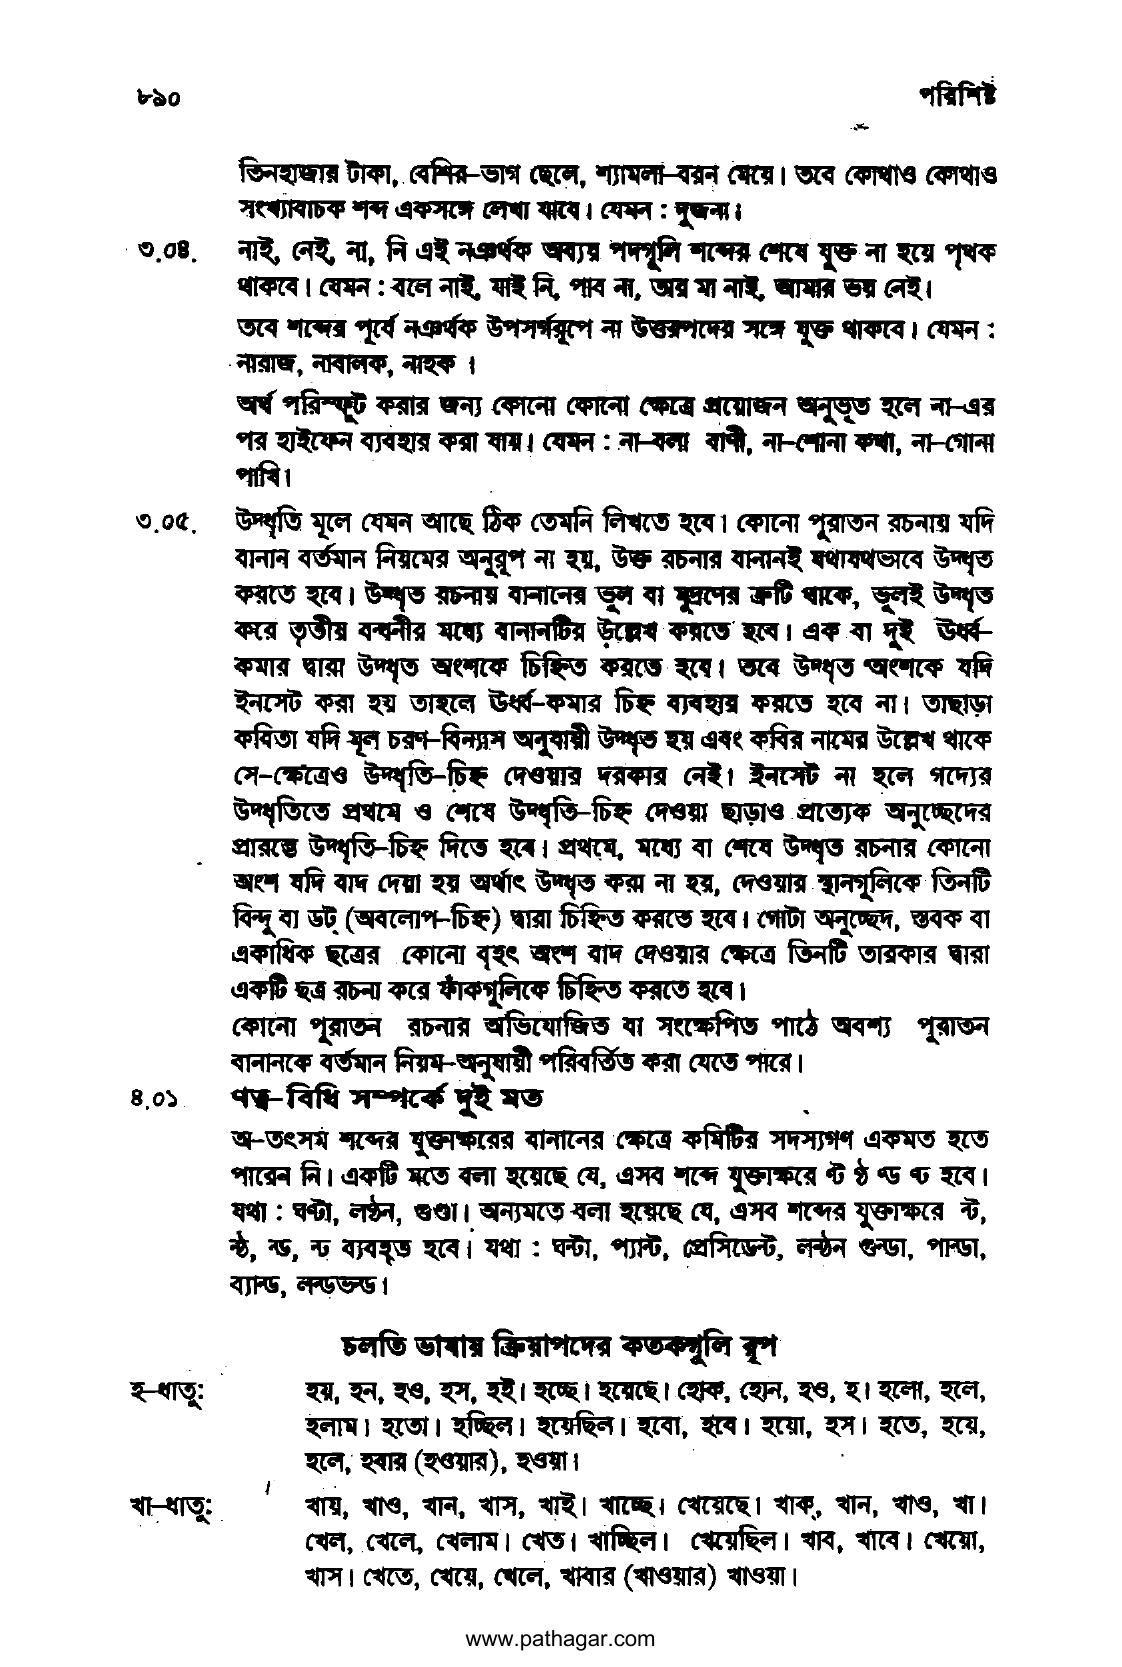 ৮৯০ পরিশিষ্ট
তিনহাজার টাকা, বেশির-ভাগ ছেলে, শ্যামলা-বরন মেয়ে। তবে কোথাও কোথাও
সংখ্যাবাচক শব্দ একসঙ্গে লেখা যাবে। যেমন : দুজনা।
৩.০৪. নাই, নেই, না, নি এই নঞর্থক অব্যয় পদগুলি শব্দের শেষে যুক্ত না হয়ে পৃথক
থাকবে। যেমন : বলে নাই, যাই নি, পাব না, তার মা নাই, আমার ভয় নেই।
তবে শব্দের পূর্বে নঞর্থক উপসর্গরূপে না উত্তরপদের সঙ্গে যুক্ত থাকবে। যেমন :
নারাজ, নাবালক, নাহক ।
অর্থ পরিস্ফুট করার জন্য কোনো কোনো ক্ষেত্রে প্রয়োজন অনুভূত হলে না-এর
পর হাইফেন ব্যবহার করা যায়। যেমন : না-বলা বাণী, না-শোনা কথা, না-গোনা
পাখি।
৩.০৫. উদ্ধৃতি মূলে যেমন আছে ঠিক তেমনি লিখতে হবে। কোনো পুরাতন রচনায় যদি
বানান বর্তমান নিয়মের অনুরূপ না হয়, উক্ত রচনার বানানই যথাযথভাবে উদ্ধৃত
করতে হবে। উদ্ধৃত রচনায় বানানের ভুল বা মুদ্রণের ত্রুটি থাকে, ভুলই উদ্ধৃত
করে তৃতীয় বন্ধনীর মধ্যে বানানটির উল্লেখ করতে হবে। এক বা দুই ঊর্ধ্ব-
কমার দ্বারা উদ্ধৃত অংশকে চিহ্নিত করতে হবে। তবে উদ্ধৃত অংশকে যদি
ইনসেট করা হয় তাহলে ঊর্ধ্ব-কমার চিহ্ন ব্যবহার করতে হবে না। তাছাড়া
কবিতা যদি মূল চরণ-বিন্যাস অনুযায়ী উদ্ধৃত হয় এবং কবির নামের উল্লেখ থাকে
সে-ক্ষেত্রেও উদ্ধৃতি-চিহ্ন দেওয়ার দরকার নেই। ইনসেট না হলে গদ্যের
উদ্ধৃতিতে প্রথমে ও শেষে উদ্ধৃতি-চিহ্ন দেওয়া ছাড়াও প্রত্যেক অনুচ্ছেদের
প্রারম্ভে উদ্ধৃতি-চিহ্ন দিতে হবে। প্রথমে, মধ্যে বা শেষে উদ্ধৃত রচনার কোনো
অংশ যদি বাদ দেয়া হয় অর্থাৎ উদ্ধৃত করা না হয়, দেওয়ার স্থানগুলিকে তিনটি
বিন্দু বা ডট্ (অবলোপ-চিহ্ন) দ্বারা চিহ্নিত করতে হবে। গোটা অনুচ্ছেদ, স্তবক বা
একাধিক ছত্রের কোনো বৃহৎ অংশ বাদ দেওয়ার ক্ষেত্রে তিনটি তারকার দ্বারা
একটি ছত্র রচনা করে ফাঁকগুলিকে চিহ্নিত করতে হবে।
কোনো পুরাতন রচনার অভিযোজিত বা সংক্ষেপিত পাঠে অবশ্য পুরাতন
বানানকে বর্তমান নিয়ম-অনুযায়ী পরিবর্তিত করা যেতে পারে।
৪.০১ ণত্ব-বিধি সম্পর্কে দুই মত
অ-তৎসম শব্দের যুক্তাক্ষরের বানানের ক্ষেত্রে কমিটির সদস্যগণ একমত হতে
পারেন নি। একটি মতে বলা হয়েছে যে, এসব শব্দে যুক্তাক্ষরে ণ্ট ণ্ঠ ণ্ড ণ্ঢ হবে।
যথা : ঘণ্টা, লণ্ঠন, গুণ্ডা। অন্যমতে বলা হয়েছে যে, এসব শব্দের যুক্তাক্ষরে ন্ট,
ন্ঠ, ন্ড, ন্ঢ ব্যবহৃত হবে। যথা : ঘন্টা, প্যান্ট, প্রেসিডেন্ট, লন্ঠন গুন্ডা, পান্ডা,
ব্যান্ড, লন্ডভন্ড।
চলতি ভাষায় ক্রিয়াপদের কতকগুলি রূপ
হ-ধাতু: হয়, হন, হও, হস, হই। হচ্ছে। হয়েছে। হোক, হোন, হও, হ। হলো, হলে,
হলাম। হতো। হচ্ছিল। হয়েছিল। হবো, হবে। হয়ো, হস। হতে, হয়ে,
হলে, হবার (হওয়ার), হওয়া।
খা-ধাতু: খায়, খাও, খান, খাস, খাই। খাচ্ছে। খেয়েছে। খাক্, খান, খাও, খা।
খেল, খেলে, খেলাম। খেত। খাচ্ছিল। খেয়েছিল। খাব, খাবে। খেয়ো,
খাস। খেতে, খেয়ে, খেলে, খাবার (খাওয়ার) খাওয়া।
www.pathagar.com